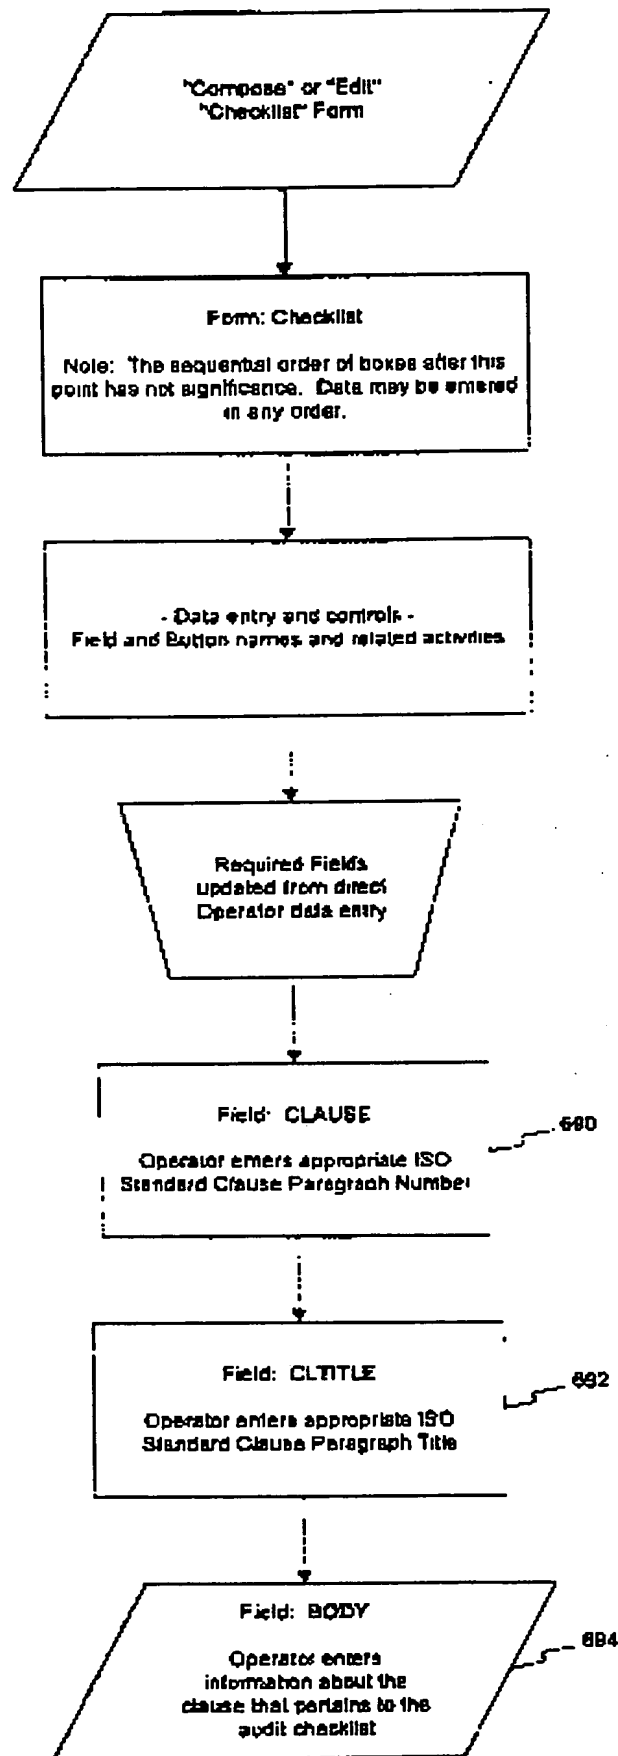 "Compose" or "Edit"
"Checklist" Form
Form: Checklist
Note: The sequential order of boxes after this
point has not significance. Data may be entered
in any order.
- Data entry and controls -
Field and Button names and related activities
Required Fields
updated from direct
Operator data entry
Field: CLAUSE
690
Operator enters appropriate ISO
Standard Clause Paragraph Number
Field: CLTITLE
692
Operator enters appropriate ISO
Standard Clause Paragraph Title
Field: BODY
694
Operator enters
information about the
clause that pertains to the
audit checklist